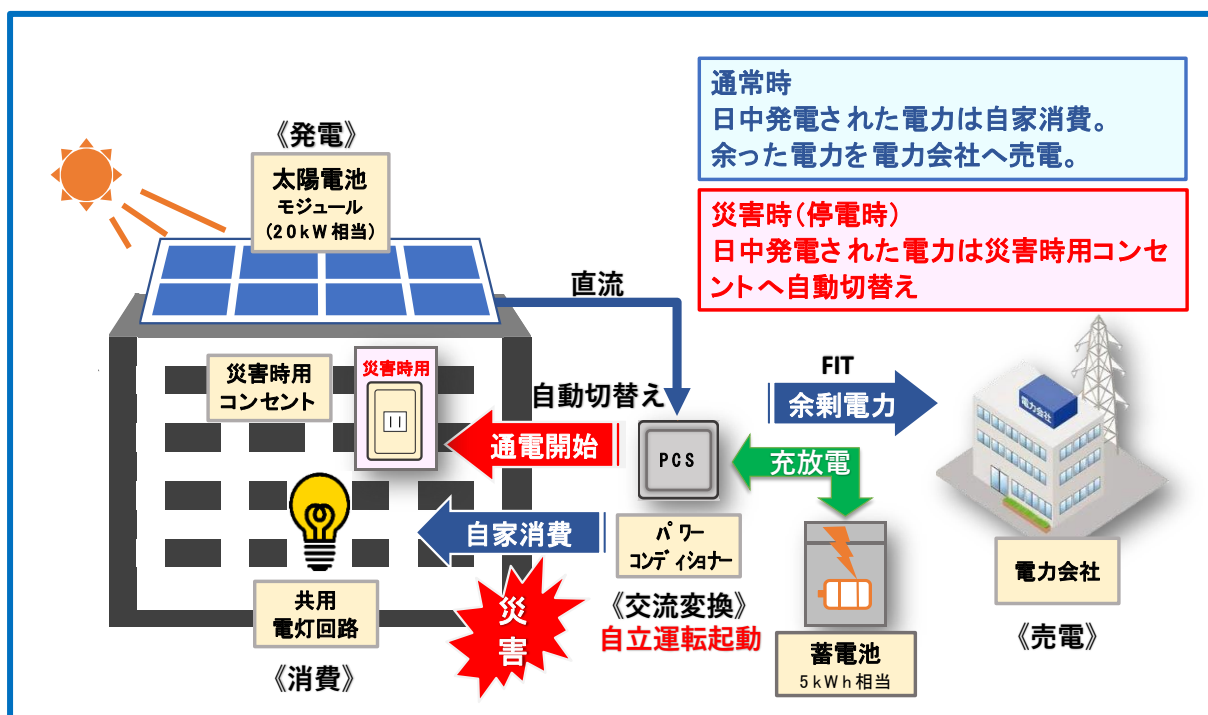 通常時
日中発電された電力は自家消費。
余った電力を電力会社へ売電。
災害時(停電時)
日中発電された電力は災害時用コンセ
ントへ自動切替え
《発電》
太陽電池
モジュール
(20kW相当)
直流
災害時用
コンセント
災害時用
自動切替え
通電開始
PCS
FIT
余剰電力
電力会社
充放電
自家消費
パワー
コンディショナー
《交流変換》
自立運転起動
共用
電灯回路
《消費》
災
害
蓄電池
5kWh相当
電力会社
《売電》